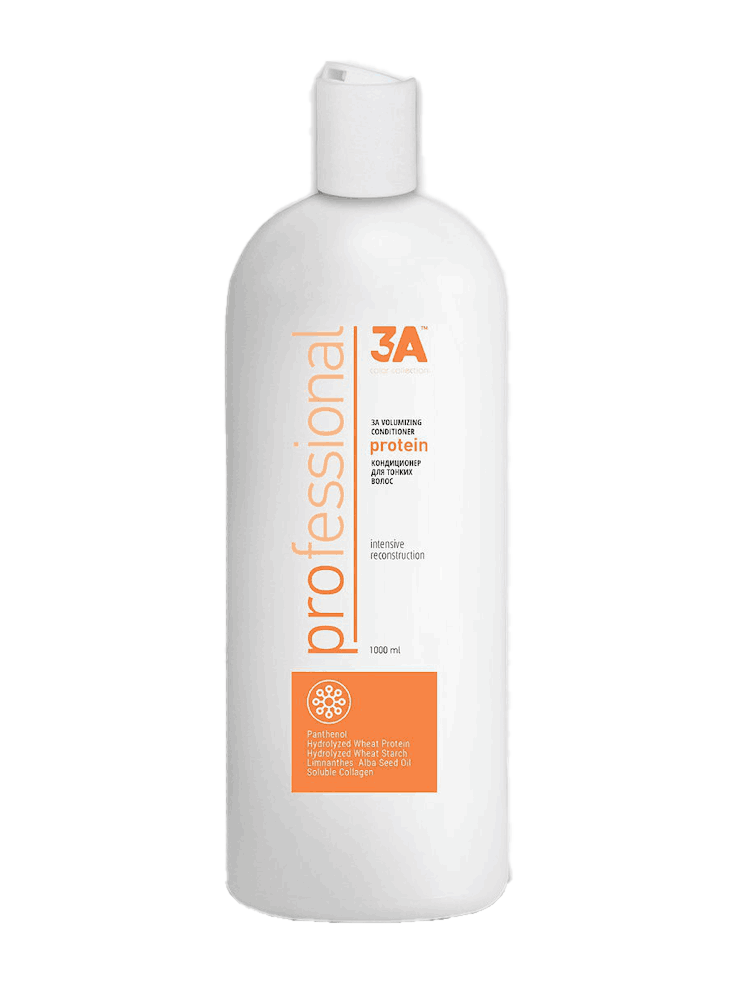 professional
3A™
color collection
3A VOLUMIZING
CONDITIONER
protein
КОНДИЦИОНЕР
ДЛЯ ТОНКИХ
ВОЛОС
intensive
reconstruction
1000 ml
Panthenol
Hydrolyzed Wheat Protein
Hydrolyzed Wheat Starch
Limnanthes Alba Seed Oil
Soluble Collagen